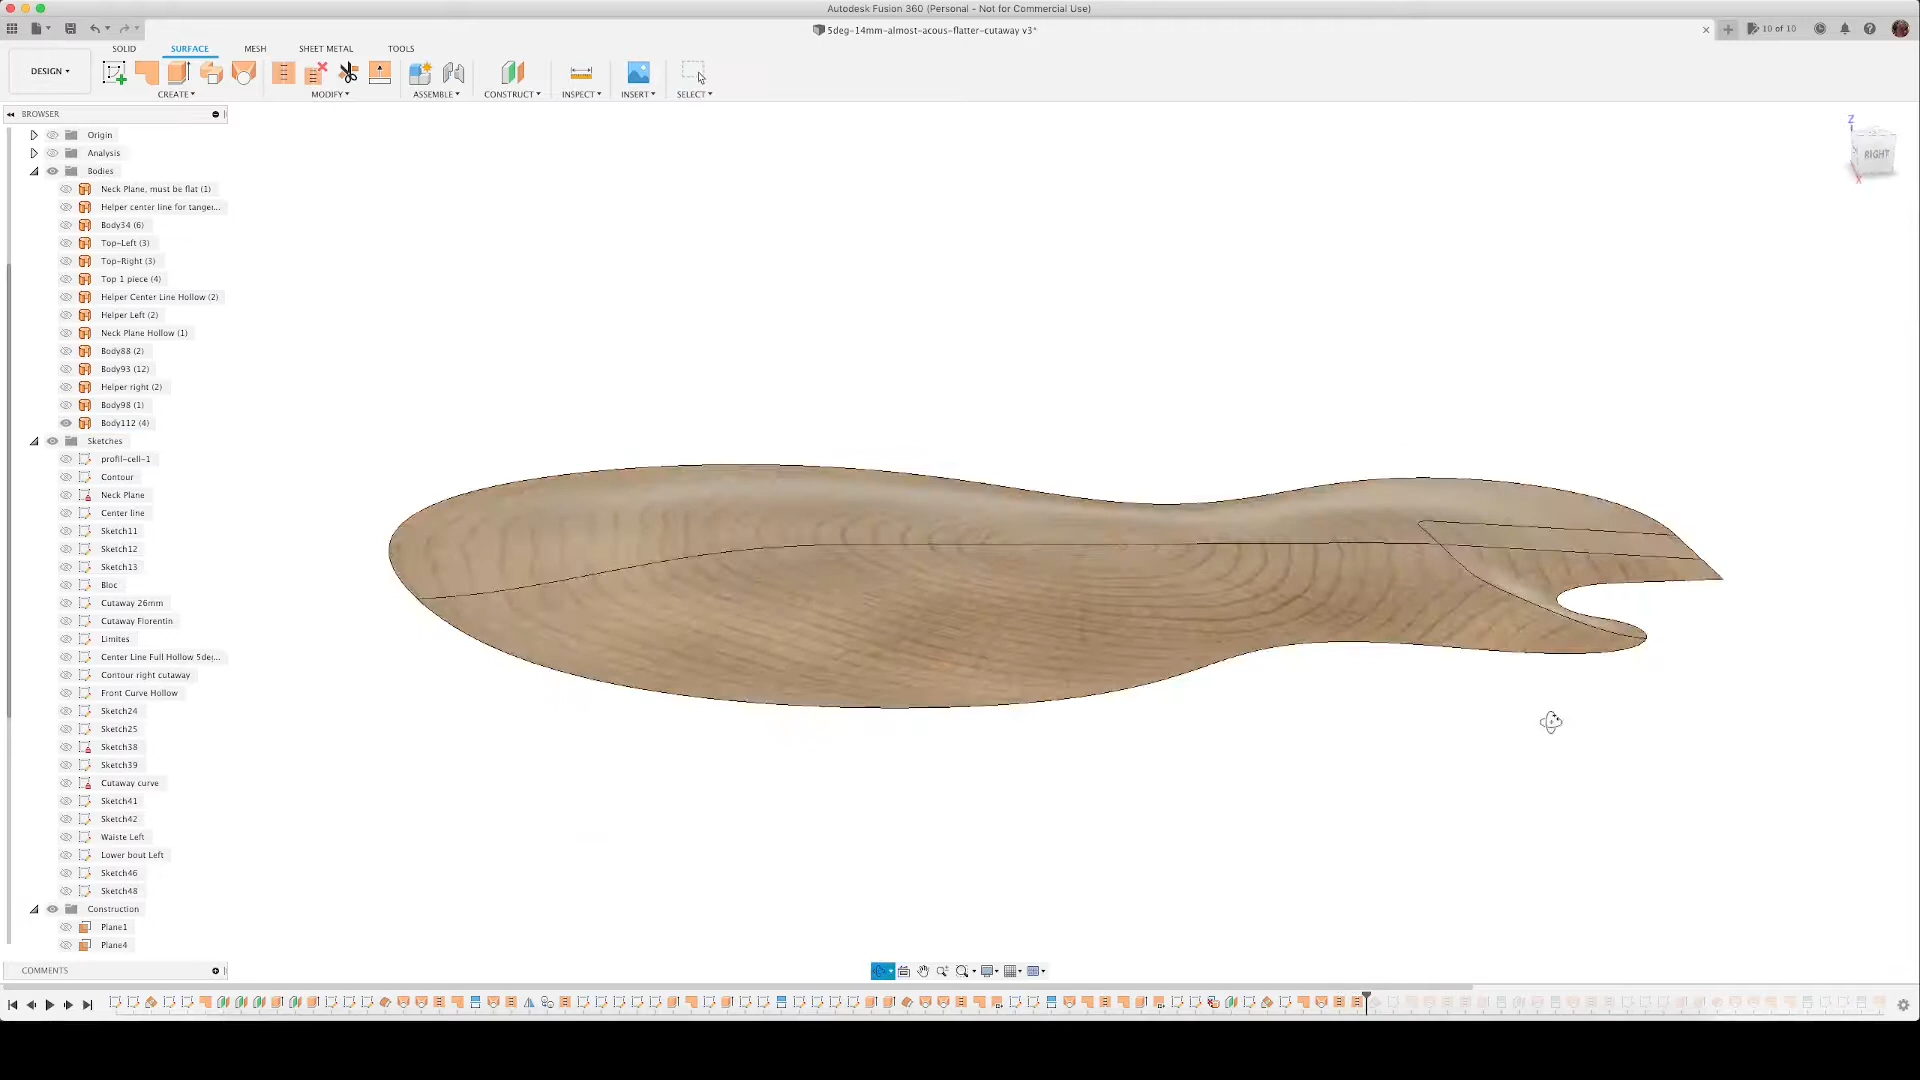 Autodesk Fusion 360 (Personal - Not for Commercial Use)
5deg-14mm-almost-acous-flatter-cutaway v3*
10 of 10
SOLID SURFACE MESH SHEET METAL TOOLS
DESIGN
CREATE MODIFY ASSEMBLE CONSTRUCT INSPECT INSERT SELECT
BROWSER
Origin
Analysis
Bodies
Neck Plane, must be flat (1)
Helper center line for tanger...
Body34 (6)
Top-Left (3)
Top-Right (3)
Top 1 piece (4)
Helper Center Line Hollow (2)
Helper Left (2)
Neck Plane Hollow (1)
Body88 (2)
Body93 (12)
Helper right (2)
Body98 (1)
Body112 (4)
Sketches
profil-cell-1
Contour
Neck Plane
Center line
Sketch11
Sketch12
Sketch13
Bloc
Cutaway 26mm
Cutaway Florentin
Limites
Center Line Full Hollow 5de...
Contour right cutaway
Front Curve Hollow
Sketch24
Sketch25
Sketch38
Sketch39
Cutaway curve
Sketch41
Sketch42
Waiste Left
Lower bout Left
Sketch46
Sketch48
Construction
Plane1
Plane4
COMMENTS
Z
RIGHT
X